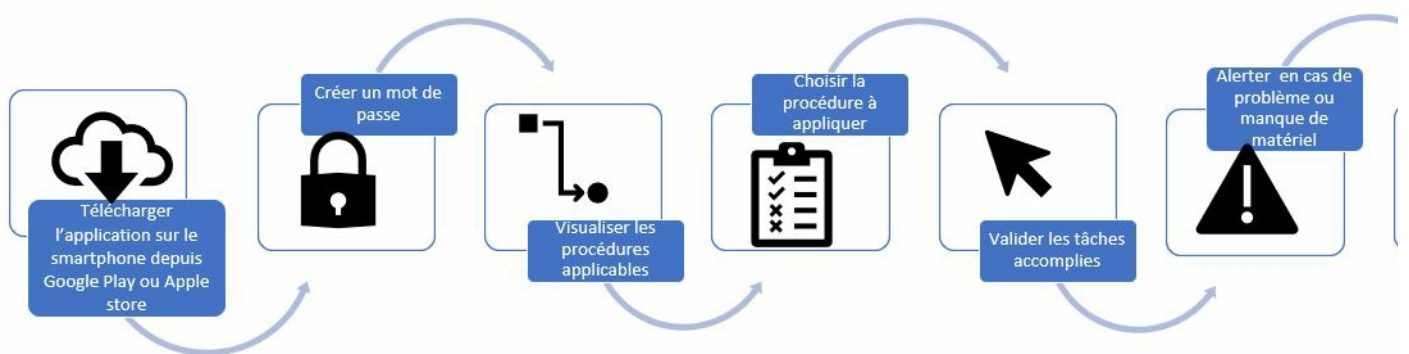 Télécharger
l'application sur le
smartphone depuis
Google Play ou Apple
store
Créer un mot de
passe
Visualiser les
procédures
applicables
Choisir la
procédure à
appliquer
Valider les tâches
accomplies
Alerter en cas de
problème ou
manque de
matériel